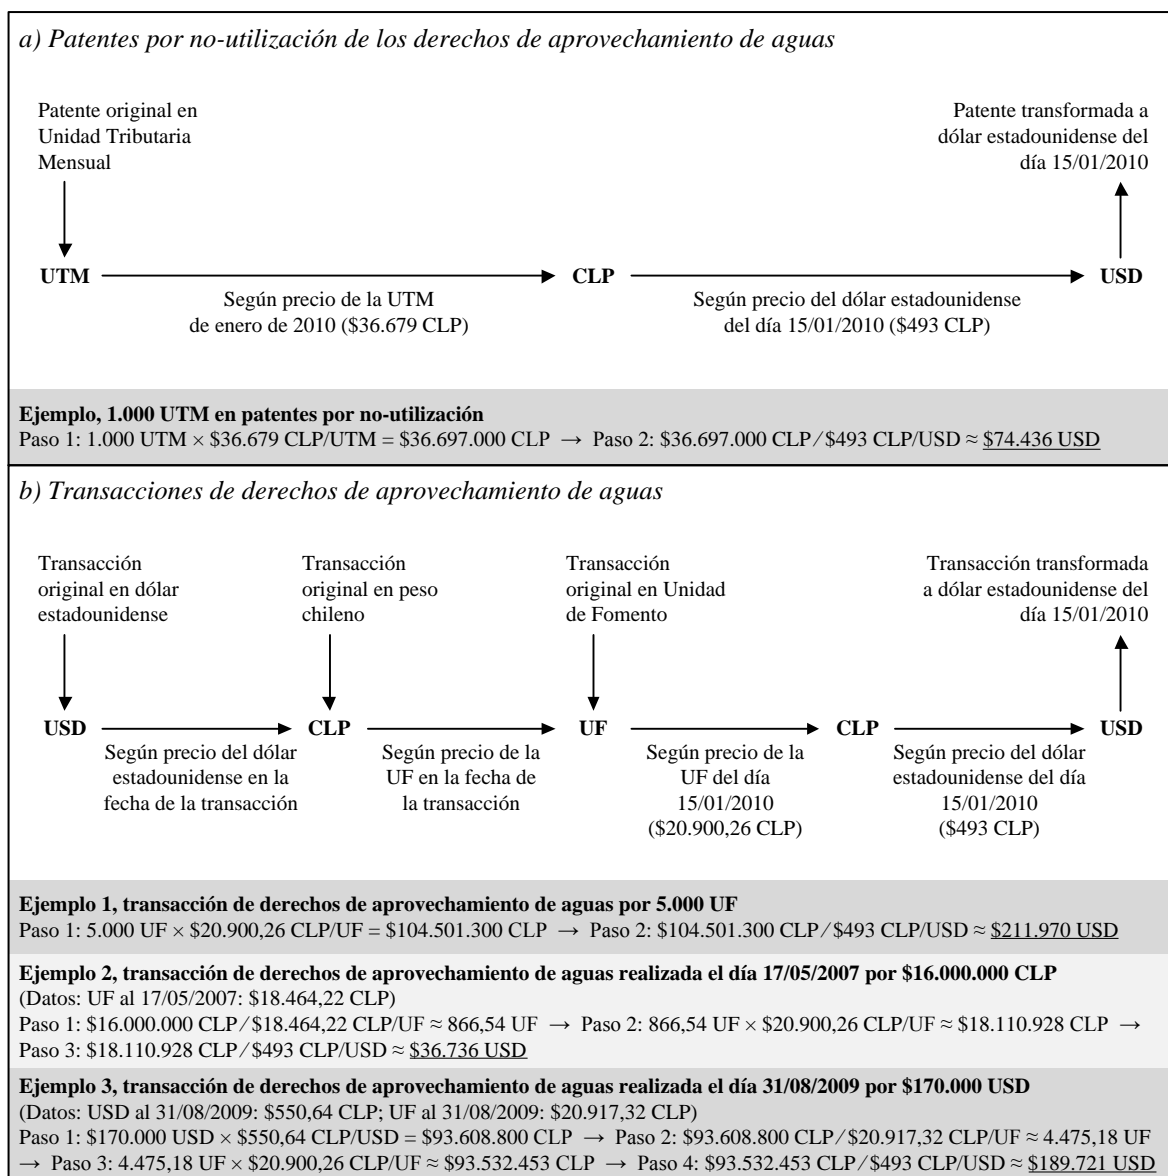 a) Patentes por no-utilización de los derechos de aprovechamiento de aguas
Patente original en
Unidad Tributaria
Mensual
Patente transformada a
dólar estadounidense del
día 15/01/2010
UTM
CLP
USD
Según precio de la UTM
de enero de 2010 ($36.679 CLP)
Según precio del dólar estadounidense
del día 15/01/2010 ($493 CLP)
Ejemplo, 1.000 UTM en patentes por no-utilización
Paso 1: 1.000 UTM × $36.679 CLP/UTM = $36.697.000 CLP → Paso 2: $36.697.000 CLP ∕ $493 CLP/USD ≈ $74.436 USD
b) Transacciones de derechos de aprovechamiento de aguas
Transacción
original en dólar
estadounidense
Transacción
original en peso
chileno
Transacción
original en Unidad
de Fomento
Transacción transformada
a dólar estadounidense del
día 15/01/2010
USD
CLP
UF
CLP
USD
Según precio del dólar
estadounidense en la
fecha de la transacción
Según precio de la
UF en la fecha de
la transacción
Según precio de la
UF del día
15/01/2010
($20.900,26 CLP)
Según precio del dólar
estadounidense del día
15/01/2010
($493 CLP)
Ejemplo 1, transacción de derechos de aprovechamiento de aguas por 5.000 UF
Paso 1: 5.000 UF × $20.900,26 CLP/UF = $104.501.300 CLP → Paso 2: $104.501.300 CLP ∕ $493 CLP/USD ≈ $211.970 USD
Ejemplo 2, transacción de derechos de aprovechamiento de aguas realizada el día 17/05/2007 por $16.000.000 CLP
(Datos: UF al 17/05/2007: $18.464,22 CLP)
Paso 1: $16.000.000 CLP ∕ $18.464,22 CLP/UF ≈ 866,54 UF → Paso 2: 866,54 UF × $20.900,26 CLP/UF ≈ $18.110.928 CLP →
Paso 3: $18.110.928 CLP ∕ $493 CLP/USD ≈ $36.736 USD
Ejemplo 3, transacción de derechos de aprovechamiento de aguas realizada el día 31/08/2009 por $170.000 USD
(Datos: USD al 31/08/2009: $550,64 CLP; UF al 31/08/2009: $20.917,32 CLP)
Paso 1: $170.000 USD × $550,64 CLP/USD = $93.608.800 CLP → Paso 2: $93.608.800 CLP ∕ $20.917,32 CLP/UF ≈ 4.475,18 UF
→ Paso 3: 4.475,18 UF × $20.900,26 CLP/UF ≈ $93.532.453 CLP → Paso 4: $93.532.453 CLP ∕ $493 CLP/USD ≈ $189.721 USD